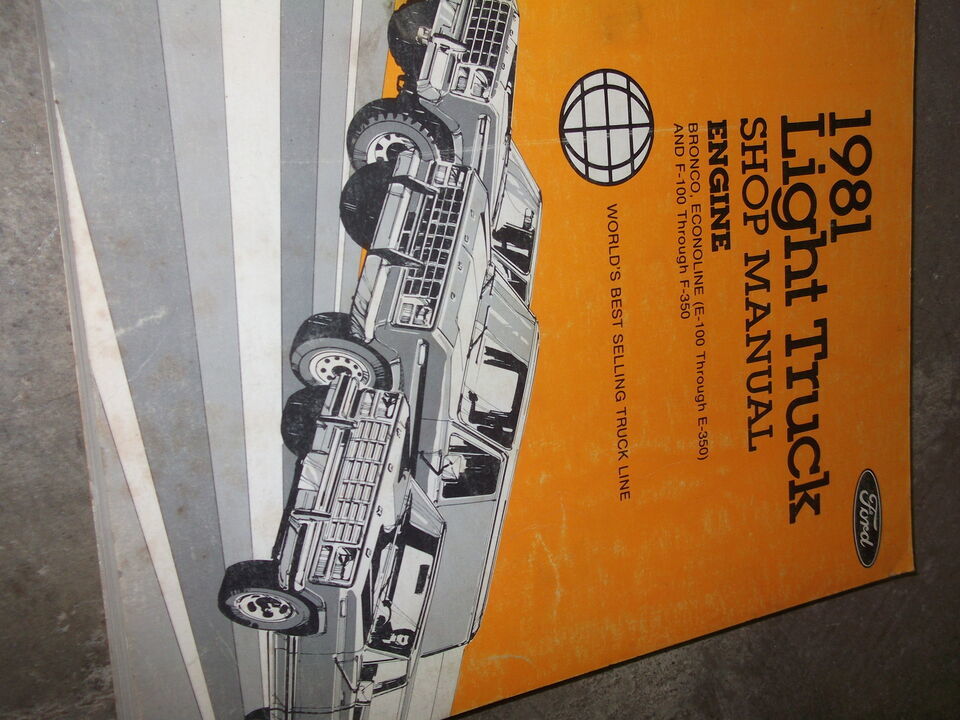 1981
Light Truck
SHOP MANUAL
ENGINE
BRONCO, ECONOLINE (E-100 Through E-350)
AND F-100 Through F-350
WORLD'S BEST SELLING TRUCK LINE
Ford